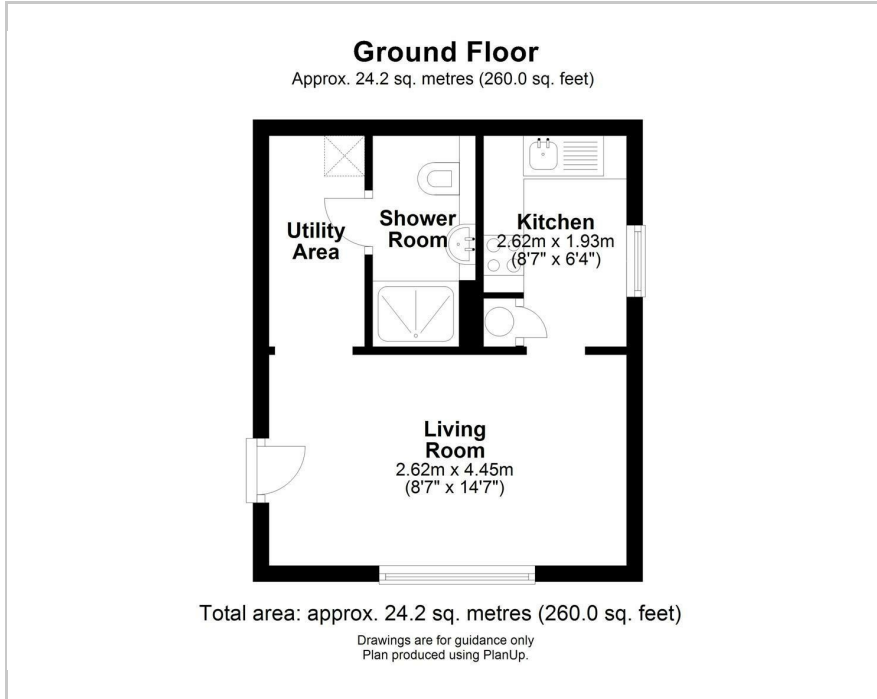 Ground Floor
Approx. 24.2 sq. metres (260.0 sq. feet)
Utility
Area
Shower
Room
Kitchen
2.62m x 1.93m
(8'7" x 6'4")
Living
Room
2.62m x 4.45m
(8'7" x 14'7")
Total area: approx. 24.2 sq. metres (260.0 sq. feet)
Drawings are for guidance only
Plan produced using PlanUp.